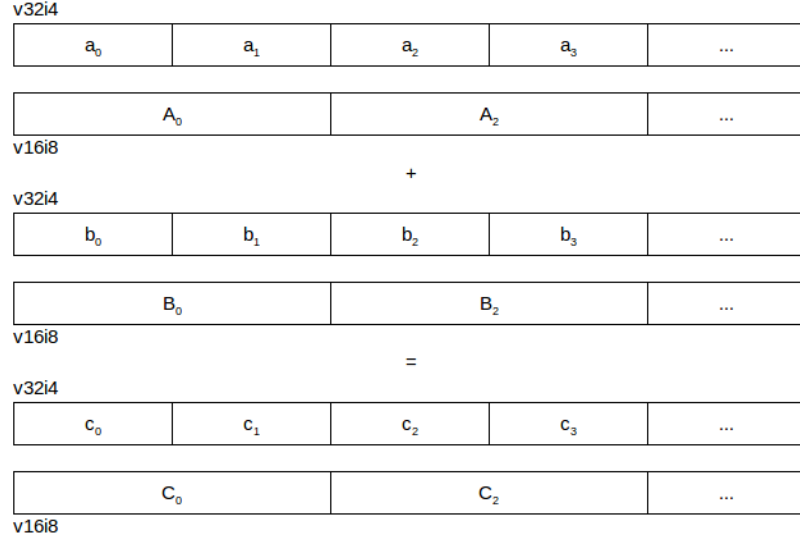 v32i4
a₀ a₁ a₂ a₃ ...
A₀ A₂ ...
v16i8
+
v32i4
b₀ b₁ b₂ b₃ ...
B₀ B₂ ...
v16i8
=
v32i4
c₀ c₁ c₂ c₃ ...
C₀ C₂ ...
v16i8